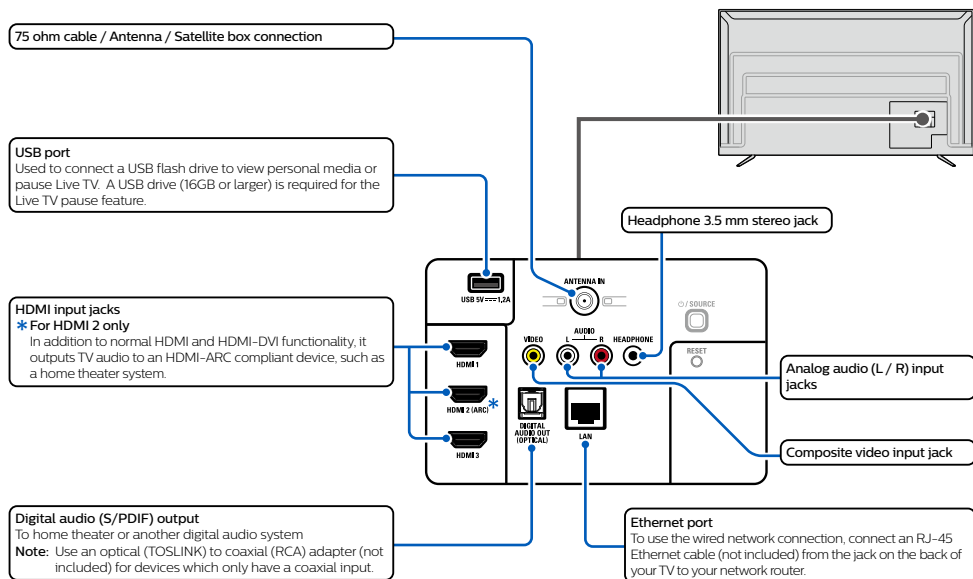 75 ohm cable / Antenna / Satellite box connection
USB port
Used to connect a USB flash drive to view personal media or
pause Live TV. A USB drive (16GB or larger) is required for the
Live TV pause feature.
Headphone 3.5 mm stereo jack
HDMI input jacks
* For HDMI 2 only
In addition to normal HDMI and HDMI-DVI functionality, it
outputs TV audio to an HDMI-ARC compliant device, such as
a home theater system.
USB 5V⎓1,2A
ANTENNA IN
⏻ / SOURCE
RESET
VIDEO
AUDIO
L
R
HEADPHONE
HDMI 1
HDMI 2 (ARC)
*
HDMI 3
DIGITAL
AUDIO OUT
(OPTICAL)
LAN
Analog audio (L / R) input
jacks
Composite video input jack
Digital audio (S/PDIF) output
To home theater or another digital audio system
Note: Use an optical (TOSLINK) to coaxial (RCA) adapter (not
included) for devices which only have a coaxial input.
Ethernet port
To use the wired network connection, connect an RJ-45
Ethernet cable (not included) from the jack on the back of
your TV to your network router.